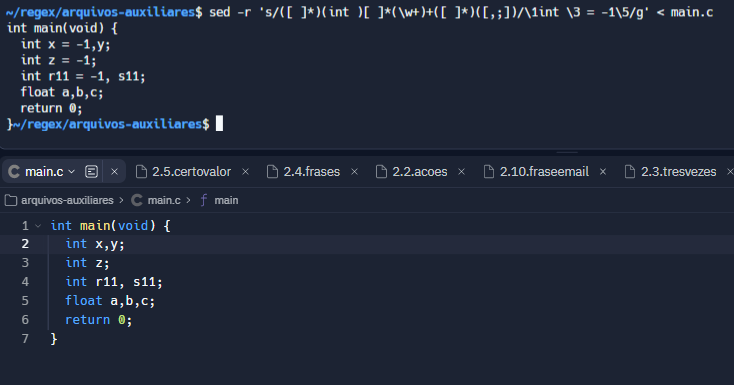 ~/regex/arquivos-auxiliares$ sed -r 's/([ ]*)(int )[ ]*(\w+)+([ ]*)([,;])/\1int \3 = -1\5/g' < main.c
int main(void) {
  int x = -1,y;
  int z = -1;
  int r11 = -1, s11;
  float a,b,c;
  return 0;
}~/regex/arquivos-auxiliares$
main.c 2.5.certovalor 2.4.frases 2.2.acoes 2.10.fraseemail 2.3.tresvezes
arquivos-auxiliares > main.c > f main
1 int main(void) {
2   int x,y;
3   int z;
4   int r11, s11;
5   float a,b,c;
6   return 0;
7 }